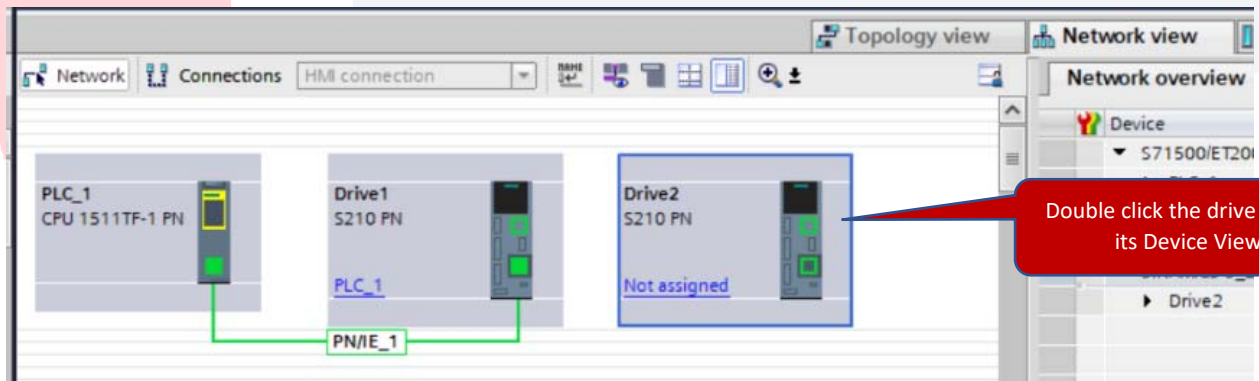 Topology view
Network view
Network
Connections
HMI connection
Network overview
Device
S71500/ET20
PLC_1
CPU 1511TF-1 PN
Drive1
S210 PN
PLC_1
Drive2
S210 PN
Not assigned
PN/IE_1
Double click the drive
its Device View
Drive2